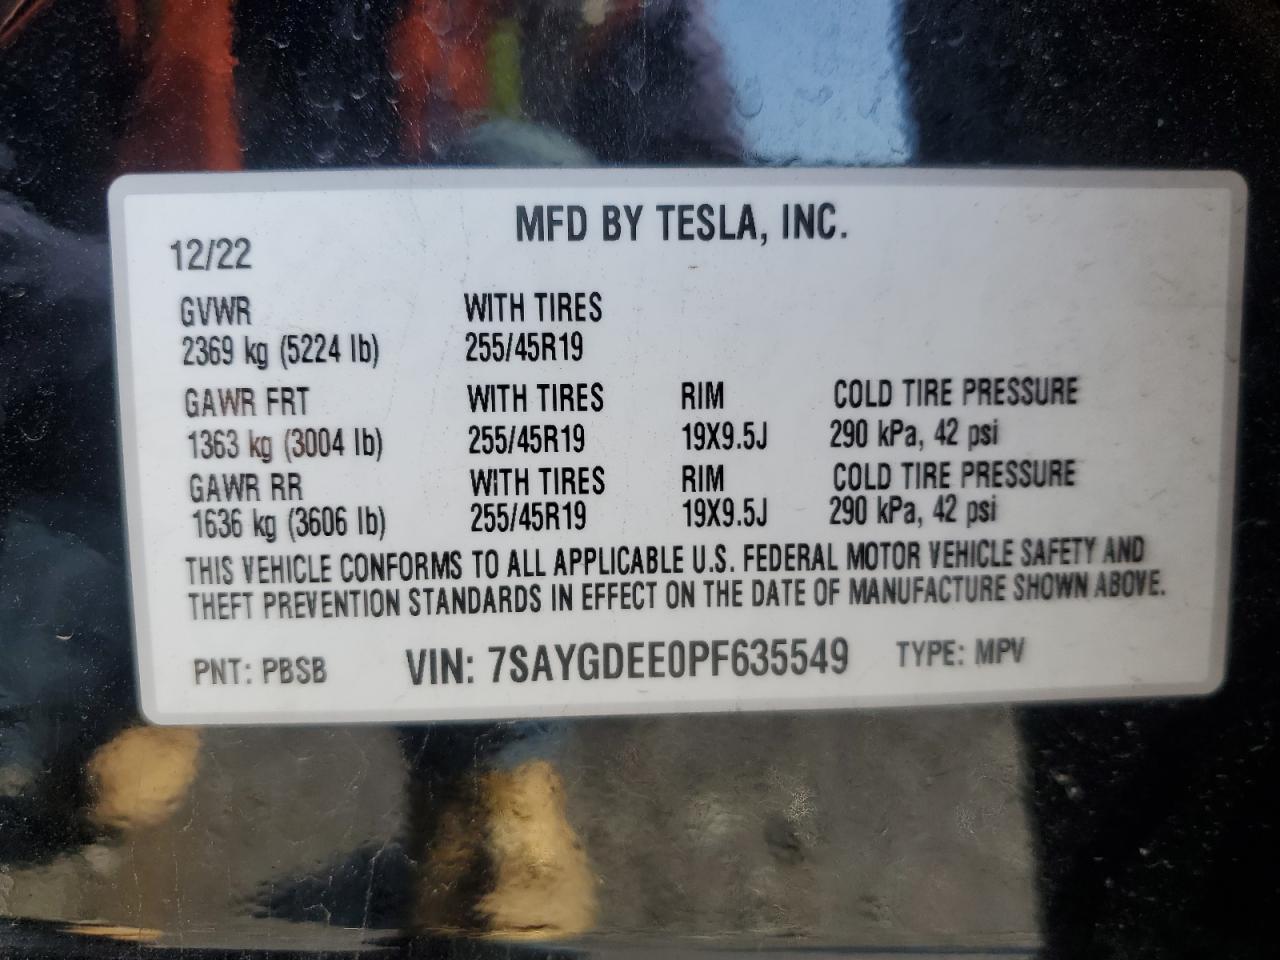 MFD BY TESLA, INC.
12/22
GVWR WITH TIRES
2369 kg (5224 lb) 255/45R19
GAWR FRT WITH TIRES RIM COLD TIRE PRESSURE
1363 kg (3004 lb) 255/45R19 19X9.5J 290 kPa, 42 psi
GAWR RR WITH TIRES RIM COLD TIRE PRESSURE
1636 kg (3606 lb) 255/45R19 19X9.5J 290 kPa, 42 psi
THIS VEHICLE CONFORMS TO ALL APPLICABLE U.S. FEDERAL MOTOR VEHICLE SAFETY AND
THEFT PREVENTION STANDARDS IN EFFECT ON THE DATE OF MANUFACTURE SHOWN ABOVE.
PNT: PBSB VIN: 7SAYGDEE0PF635549 TYPE: MPV